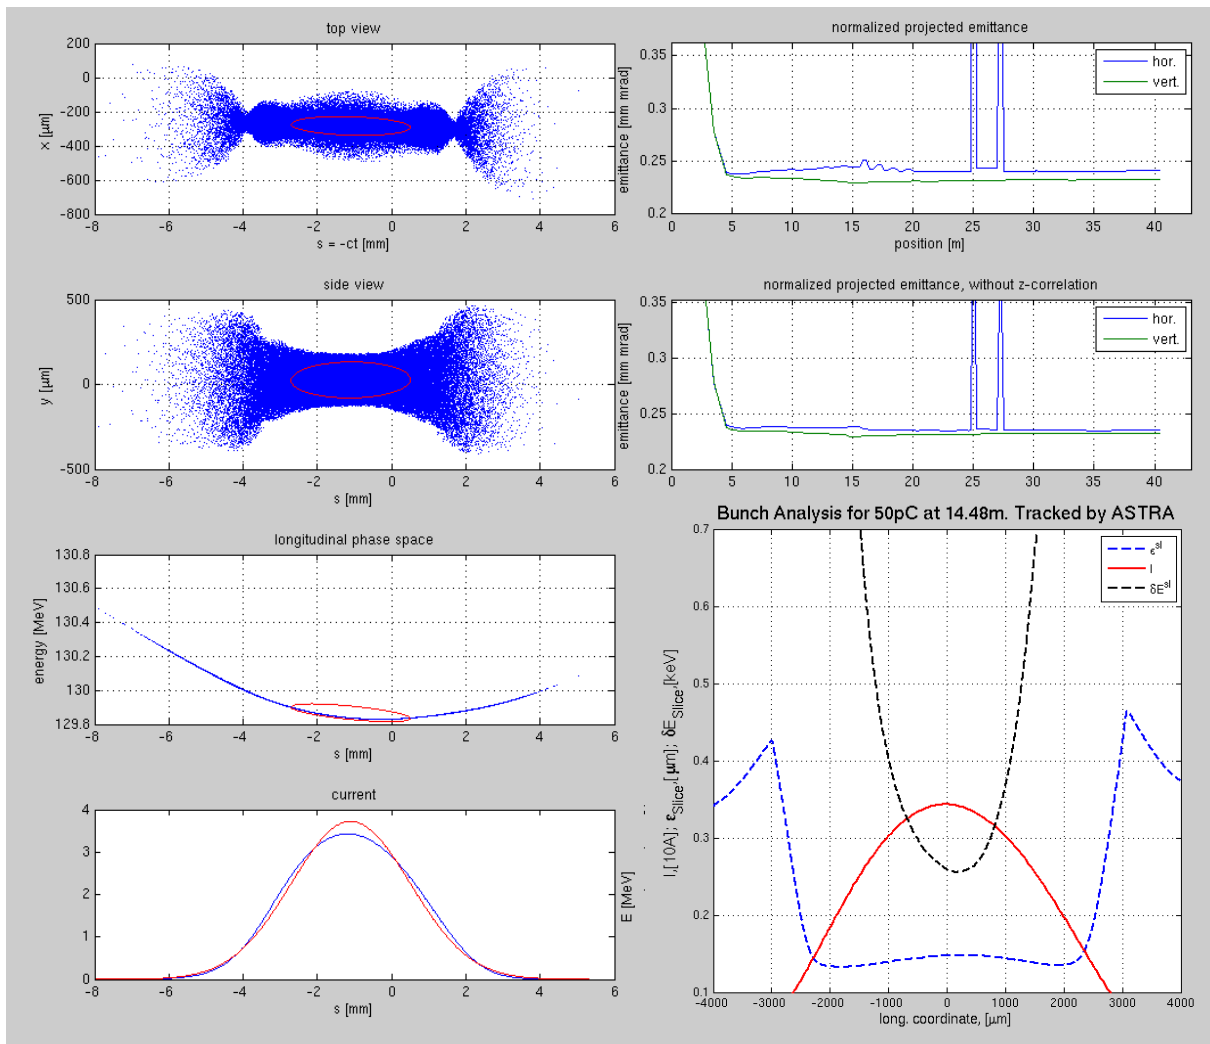 top view
200
0
-200
-400
-600
-800
x [µm]
-8 -6 -4 -2 0 2 4 6
s = -ct [mm]
normalized projected emittance
hor.
vert.
0.35
0.3
0.25
0.2
emittance [mm mrad]
0 5 10 15 20 25 30 35 40
position [m]
side view
500
0
-500
y [µm]
-8 -6 -4 -2 0 2 4 6
s [mm]
normalized projected emittance, without z-correlation
hor.
vert.
0.35
0.3
0.25
0.2
emittance [mm mrad]
0 5 10 15 20 25 30 35 40
longitudinal phase space
130.8
130.6
130.4
130.2
130
129.8
energy [MeV]
-8 -6 -4 -2 0 2 4 6
s [mm]
current
4
3
2
1
0
-8 -6 -4 -2 0 2 4 6
s [mm]
E [MeV]
Bunch Analysis for 50pC at 14.48m. Tracked by ASTRA
ε^sl
I
δE^sl
0.7
0.6
0.5
0.4
0.3
0.2
0.1
I,[10A]; ε_Slice,[µm]; δE_Slice,[keV]
-4000 -3000 -2000 -1000 0 1000 2000 3000 4000
long. coordinate, [µm]